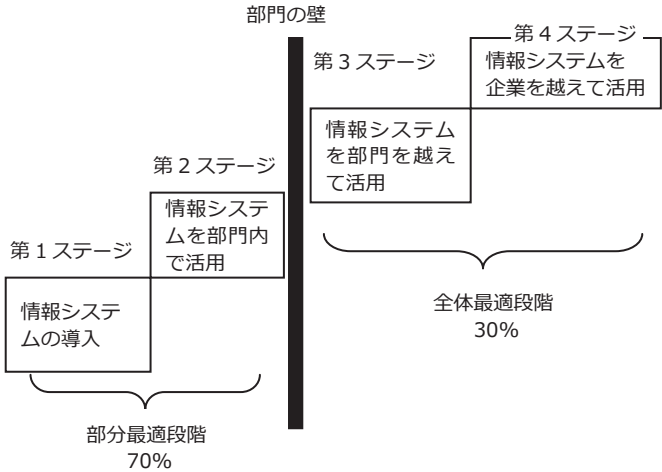 部門の壁
第１ステージ
情報システ
ムの導入
第２ステージ
情報システ
ムを部門内
で活用
部分最適段階
70%
第３ステージ
情報システム
を部門を越え
て活用
第４ステージ
情報システムを
企業を越えて活用
全体最適段階
30%